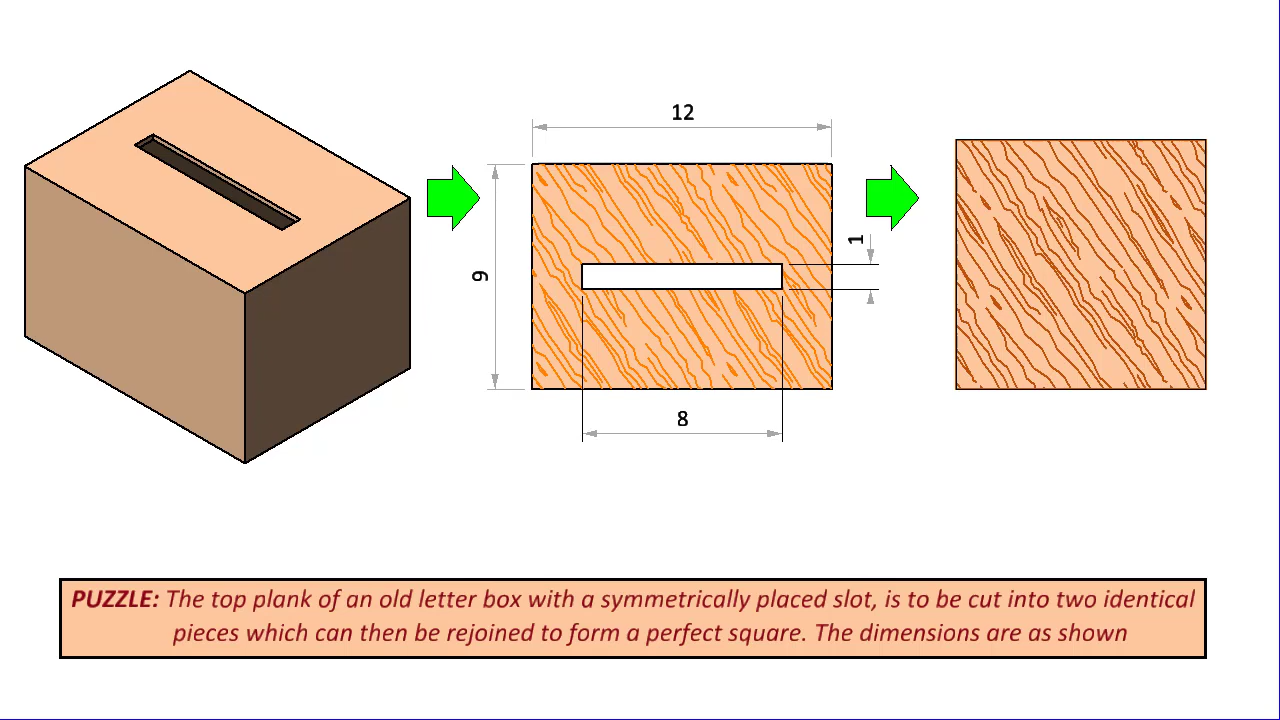 12
1
9
8
PUZZLE: The top plank of an old letter box with a symmetrically placed slot, is to be cut into two identical
pieces which can then be rejoined to form a perfect square. The dimensions are as shown